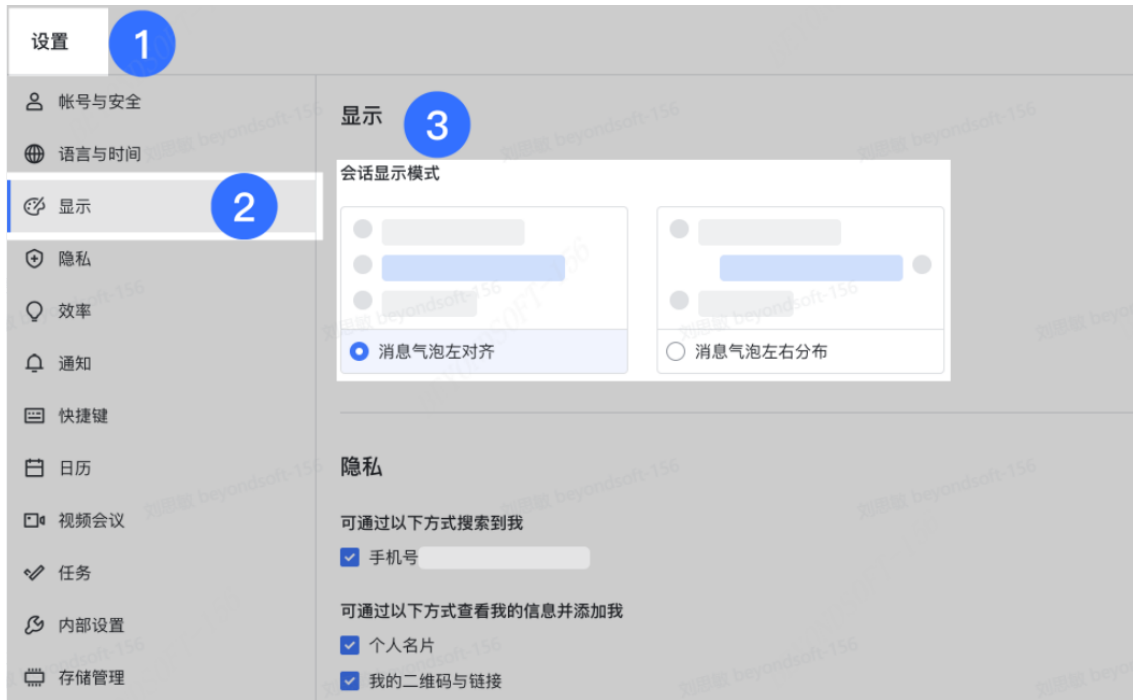 设置
1
帐号与安全
语言与时间
显示
2
隐私
效率
通知
快捷键
日历
视频会议
任务
内部设置
存储管理
显示
3
会话显示模式
消息气泡左对齐
消息气泡左右分布
隐私
可通过以下方式搜索到我
手机号
可通过以下方式查看我的信息并添加我
个人名片
我的二维码与链接
刘思敏 beyondsoft-156